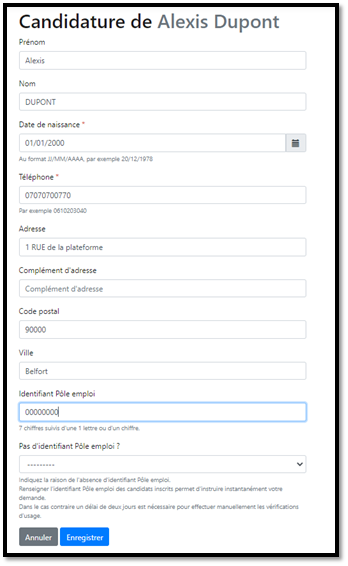 Candidature de Alexis Dupont
Prénom
Alexis
Nom
DUPONT
Date de naissance *
01/01/2000
Au format JJ/MM/AAAA, par exemple 20/12/1978
Téléphone *
07070700770
Par exemple 0610203040
Adresse
1 RUE de la plateforme
Complément d'adresse
Complément d'adresse
Code postal
90000
Ville
Belfort
Identifiant Pôle emploi
00000000
7 chiffres suivis d'une 1 lettre ou d'un chiffre.
Pas d'identifiant Pôle emploi ?
---------
Indiquez la raison de l'absence d'identifiant Pôle emploi.
Renseigner l'identifiant Pôle emploi des candidats inscrits permet d'instruire instantanément votre
demande.
Dans le cas contraire un délai de deux jours est nécessaire pour effectuer manuellement les vérifications
d'usage.
Annuler Enregistrer